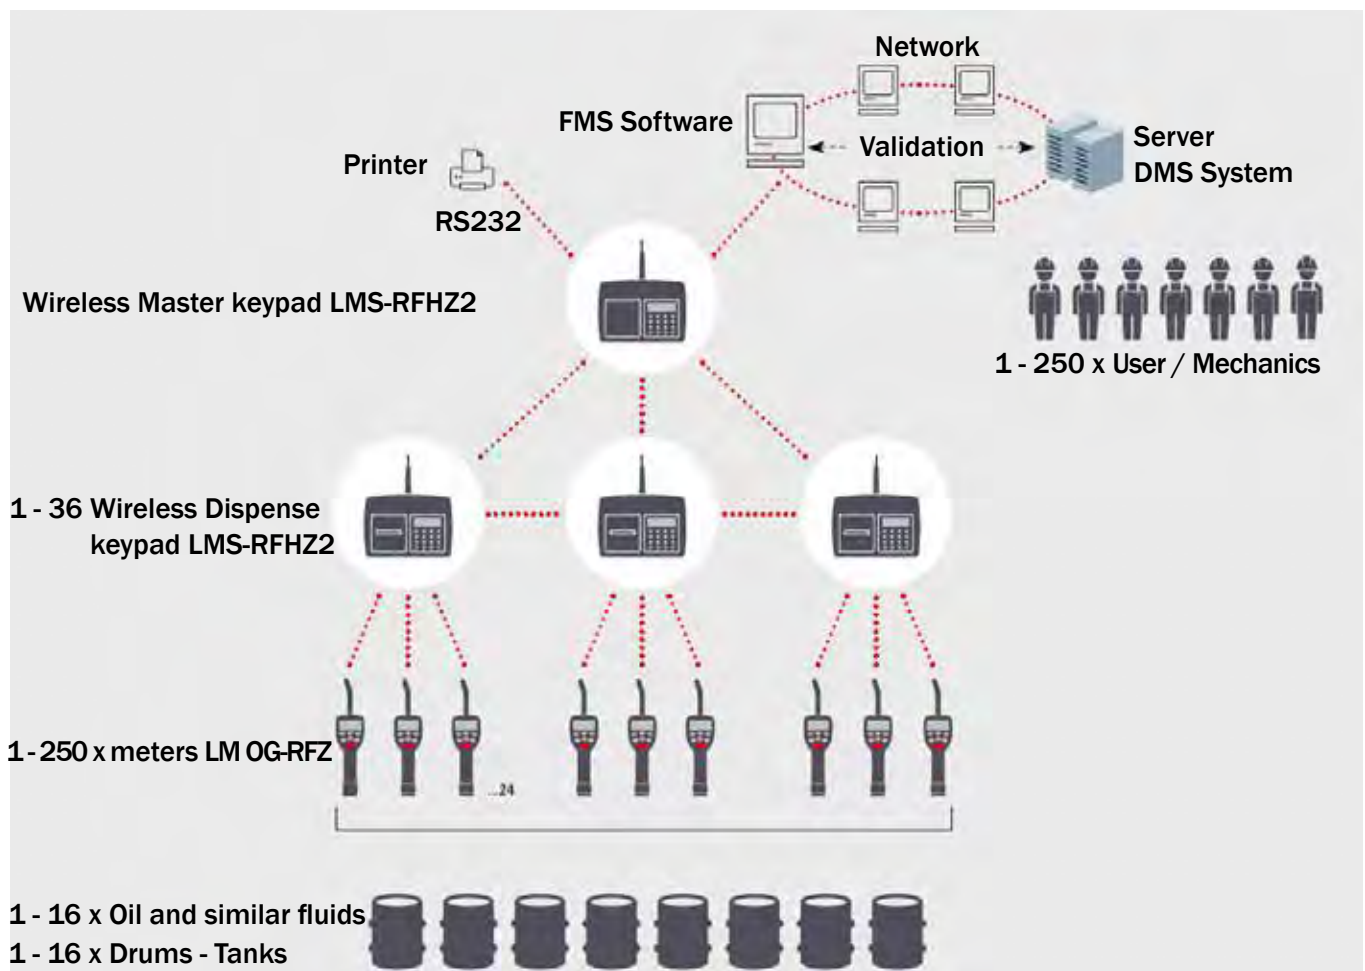 Network
FMS Software
Validation
Server
DMS System
Printer
RS232
Wireless Master keypad LMS-RFHZ2
1 - 250 x User / Mechanics
1 - 36 Wireless Dispense
keypad LMS-RFHZ2
1 - 250 x meters LM OG-RFZ
...24
1 - 16 x Oil and similar fluids
1 - 16 x Drums - Tanks